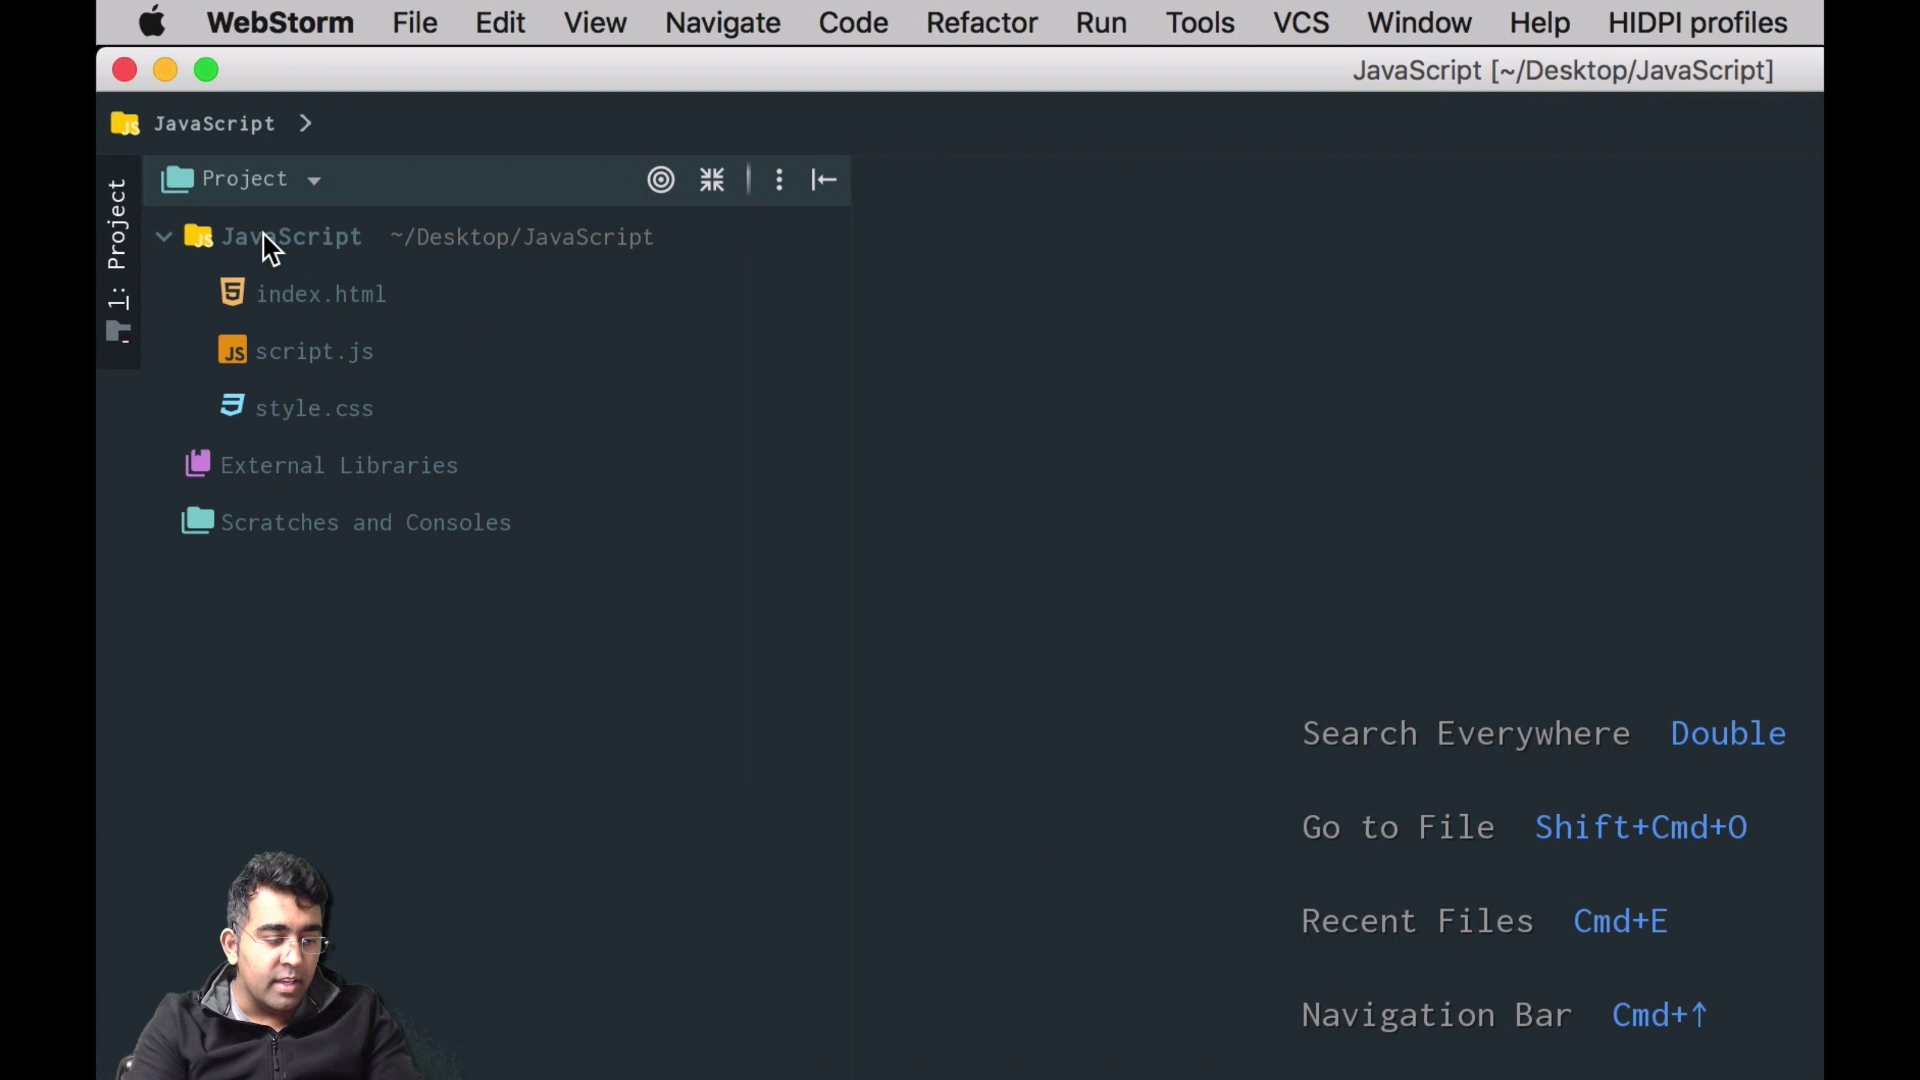 WebStorm File Edit View Navigate Code Refactor Run Tools VCS Window Help HIDPI profiles
JavaScript [~/Desktop/JavaScript]
JavaScript
1: Project
Project
JavaScript ~/Desktop/JavaScript
index.html
script.js
style.css
External Libraries
Scratches and Consoles
Search Everywhere Double
Go to File Shift+Cmd+O
Recent Files Cmd+E
Navigation Bar Cmd+↑